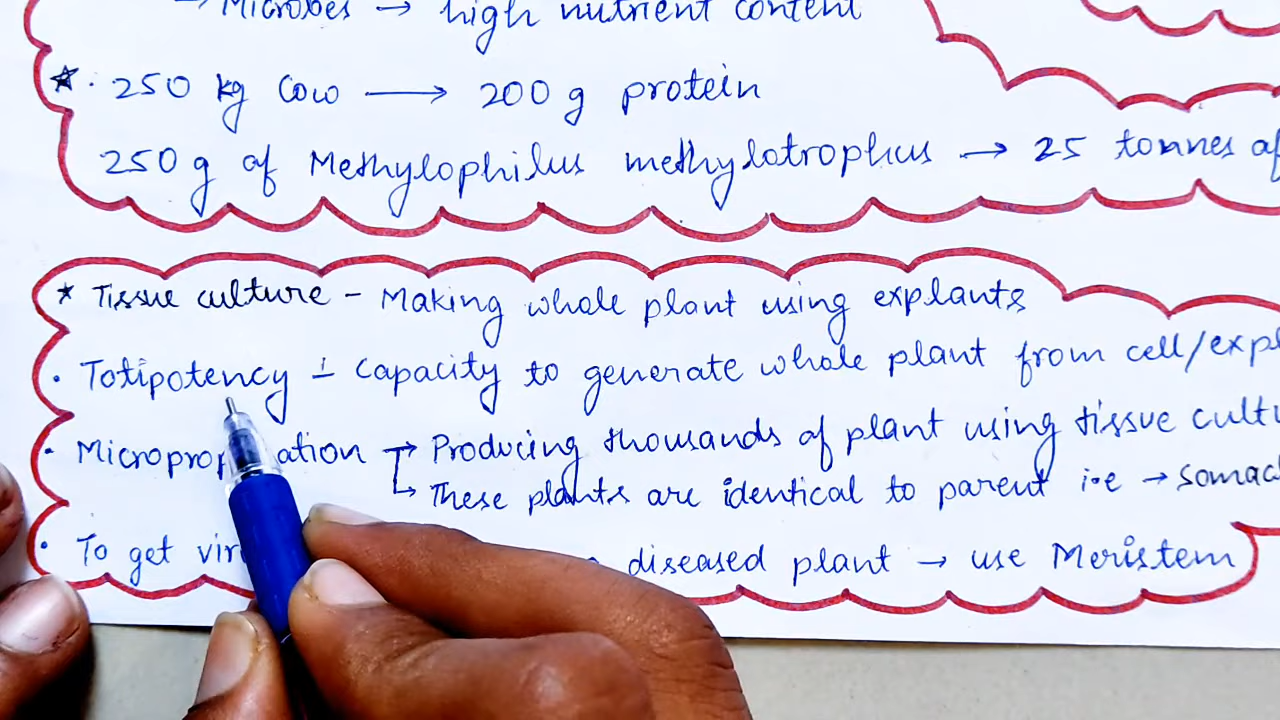 → Microbes → high nutrient content
★. 250 kg Cow → 200 g protein
250 g of Methylophilus methylotrophus → 25 tonnes of
★ Tissue culture - Making whole plant using explants
. Totipotency ⊥ capacity to generate whole plant from cell/expl
. Microprop ation → Producing thousands of plant using tissue cultu
↳ These plants are identical to parent i.e → somac
. To get vir diseased plant → use Meristem